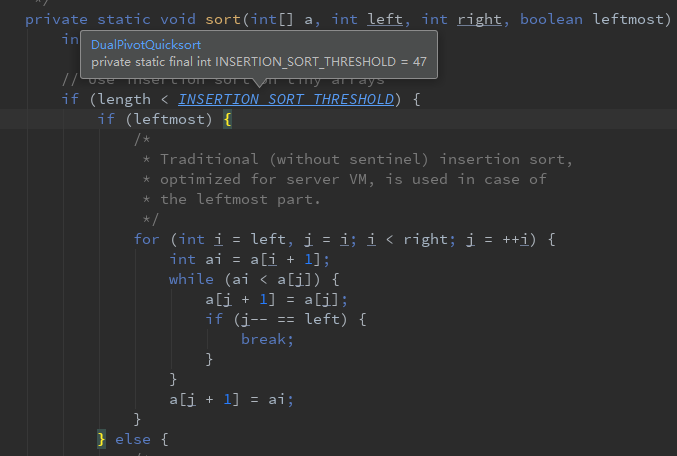 */
private static void sort(int[] a, int left, int right, boolean leftmost)
in
DualPivotQuicksort
private static final int INSERTION_SORT_THRESHOLD = 47
// Use insertion sort on tiny arrays
if (length < INSERTION_SORT_THRESHOLD) {
if (leftmost) {
/*
* Traditional (without sentinel) insertion sort,
* optimized for server VM, is used in case of
* the leftmost part.
*/
for (int i = left, j = i; i < right; j = ++i) {
int ai = a[i + 1];
while (ai < a[j]) {
a[j + 1] = a[j];
if (j-- == left) {
break;
}
}
a[j + 1] = ai;
}
} else {